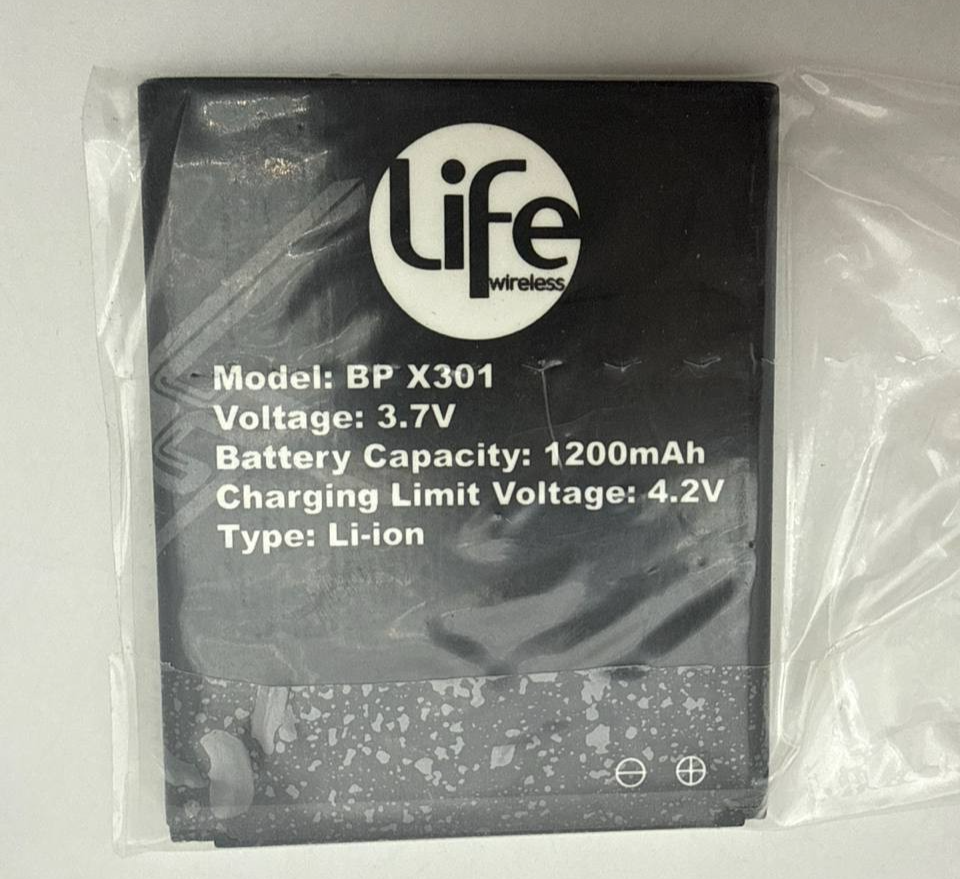 Life
wireless
Model: BP X301
Voltage: 3.7V
Battery Capacity: 1200mAh
Charging Limit Voltage: 4.2V
Type: Li-ion
⊖ ⊕